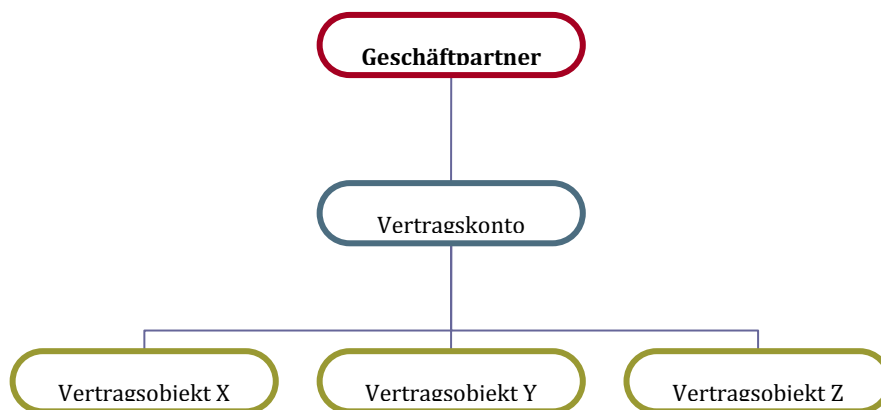 Geschäftpartner
Vertragskonto
Vertragsobjekt X
Vertragsobjekt Y
Vertragsobjekt Z